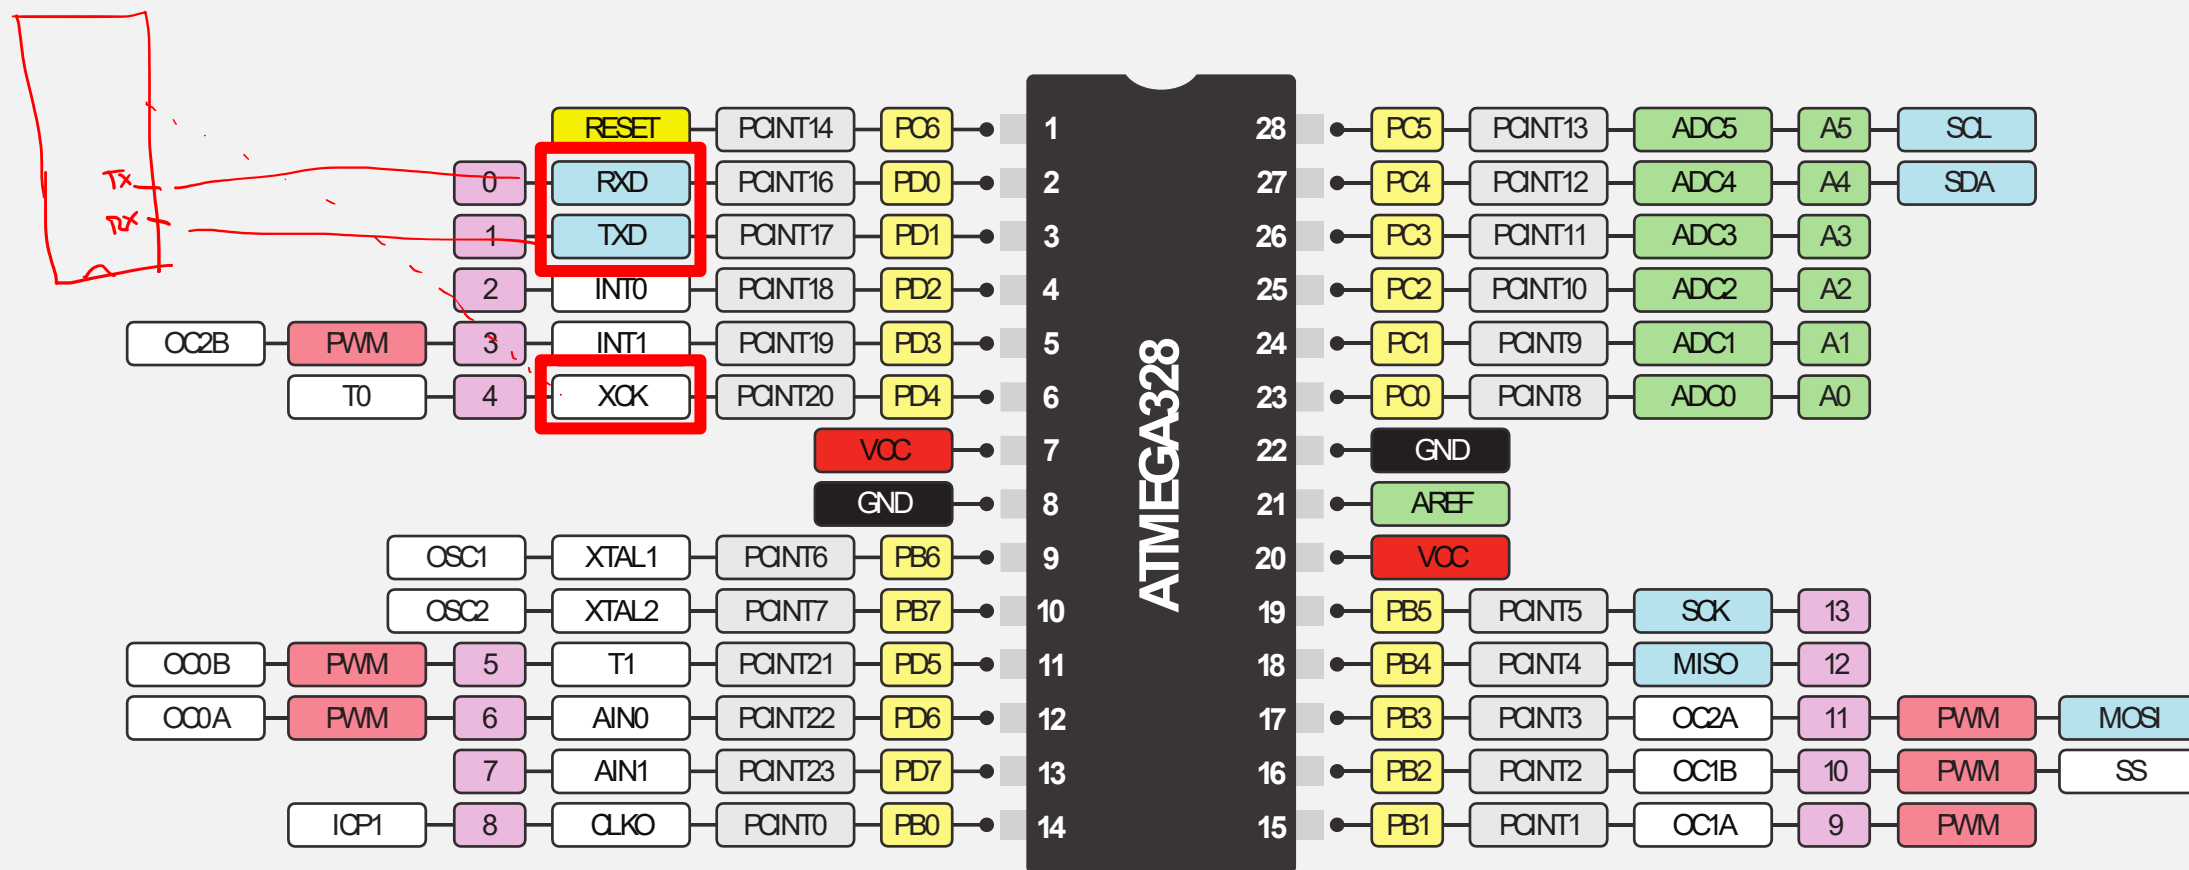 RESET PCINT14 PC6 1 28 PC5 PCINT13 ADC5 A5 SCL
Tx 0 RXD PCINT16 PD0 2 27 PC4 PCINT12 ADC4 A4 SDA
RX 1 TXD PCINT17 PD1 3 26 PC3 PCINT11 ADC3 A3
2 INT0 PCINT18 PD2 4 25 PC2 PCINT10 ADC2 A2
OC2B PWM 3 INT1 PCINT19 PD3 5 24 PC1 PCINT9 ADC1 A1
T0 4 XCK PCINT20 PD4 6 23 PC0 PCINT8 ADC0 A0
VCC 7 22 GND
ATMEGA328
GND 8 21 AREF
OSC1 XTAL1 PCINT6 PB6 9 20 VCC
OSC2 XTAL2 PCINT7 PB7 10 19 PB5 PCINT5 SCK 13
OC0B PWM 5 T1 PCINT21 PD5 11 18 PB4 PCINT4 MISO 12
OC0A PWM 6 AIN0 PCINT22 PD6 12 17 PB3 PCINT3 OC2A 11 PWM MOSI
7 AIN1 PCINT23 PD7 13 16 PB2 PCINT2 OC1B 10 PWM SS
ICP1 8 CLKO PCINT0 PB0 14 15 PB1 PCINT1 OC1A 9 PWM